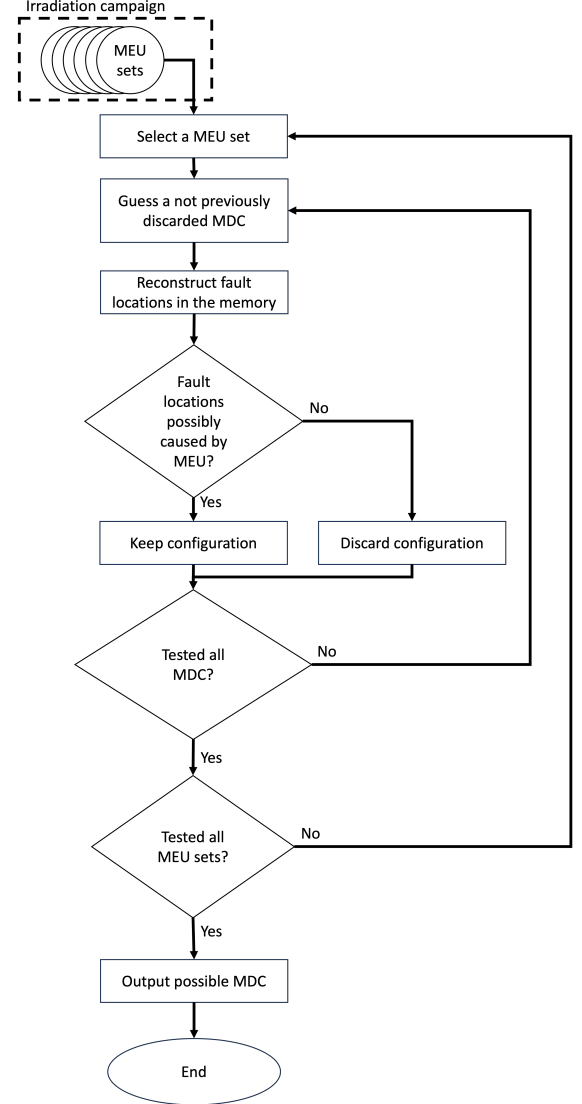 Irradiation campaign
MEU
sets
Select a MEU set
Guess a not previously
discarded MDC
Reconstruct fault
locations in the memory
Fault
locations
possibly
caused by
MEU?
No
Yes
Keep configuration
Discard configuration
Tested all
MDC?
No
Yes
Tested all
MEU sets?
No
Yes
Output possible MDC
End